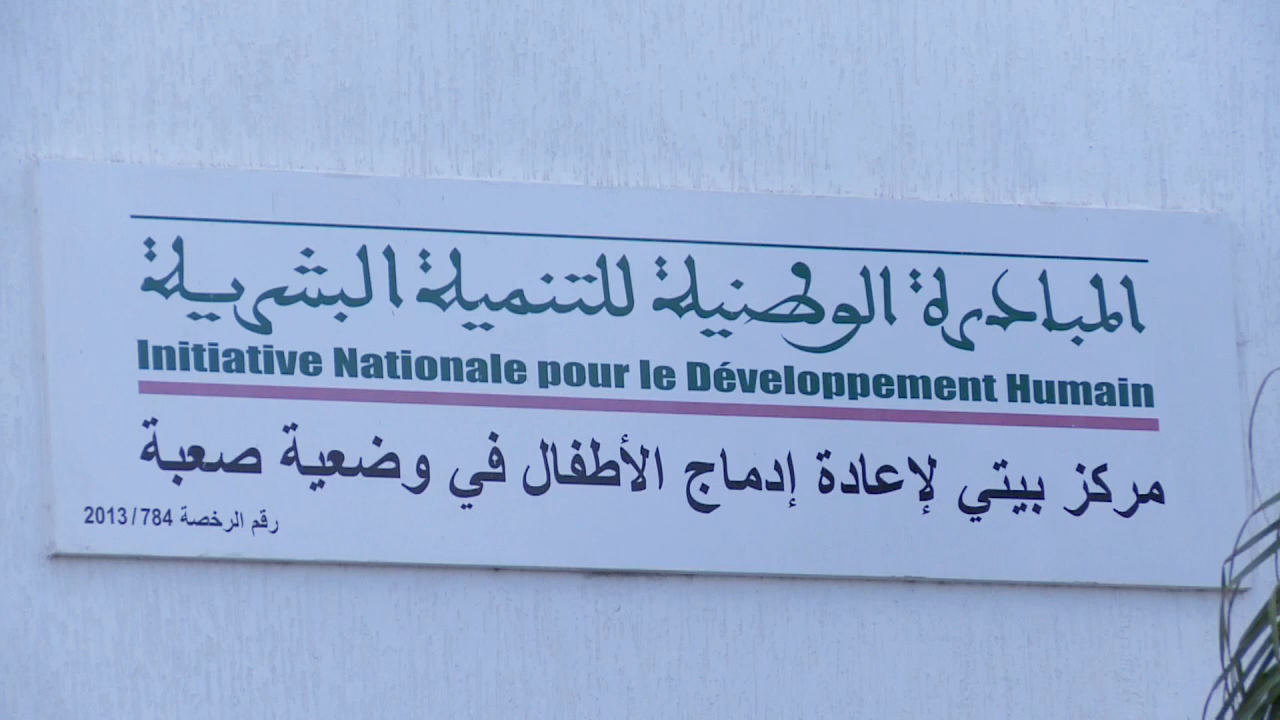 المبادرة الوطنية للتنمية البشرية
Initiative Nationale pour le Développement Humain
مركز بيتي لإعادة إدماج الأطفال في وضعية صعبة
رقم الرخصة 2013/784